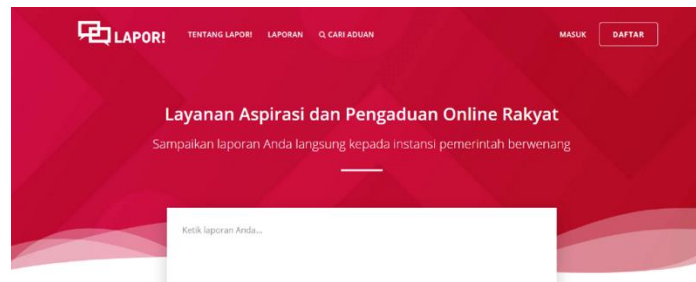 LAPOR!
TENTANG LAPOR! LAPORAN CARI ADUAN MASUK DAFTAR
Layanan Aspirasi dan Pengaduan Online Rakyat
Sampaikan laporan Anda langsung kepada instansi pemerintah berwenang
Ketik laporan Anda...